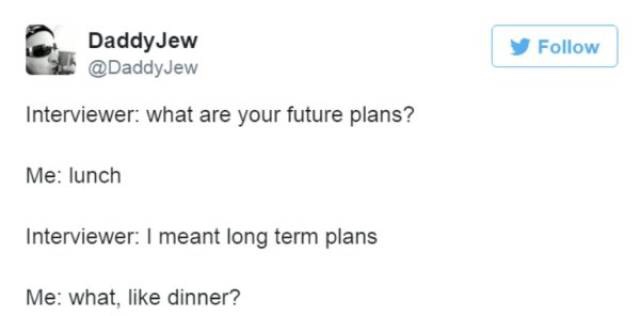 DaddyJew
@DaddyJew
Follow
Interviewer: what are your future plans?
Me: lunch
Interviewer: I meant long term plans
Me: what, like dinner?